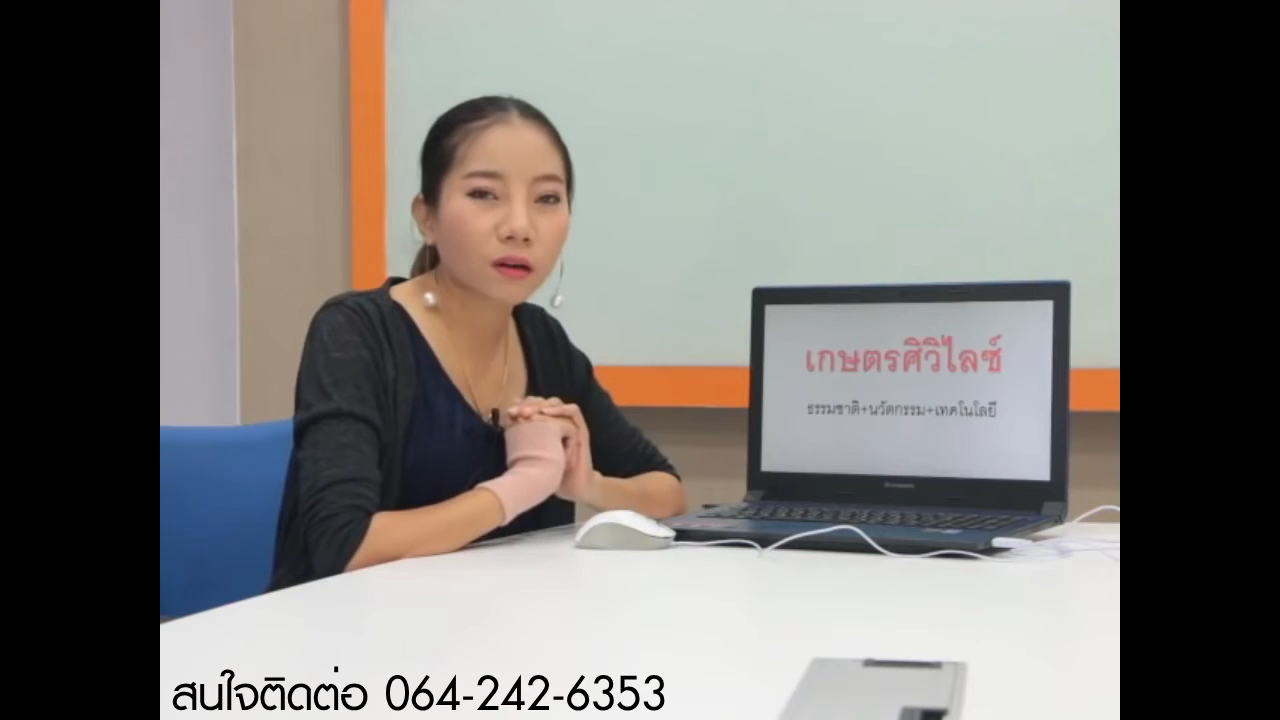 เกษตรศิวิไลซ์
ธรรมชาติ+นวัตกรรม+เทคโนโลยี
สนใจติดต่อ 064-242-6353